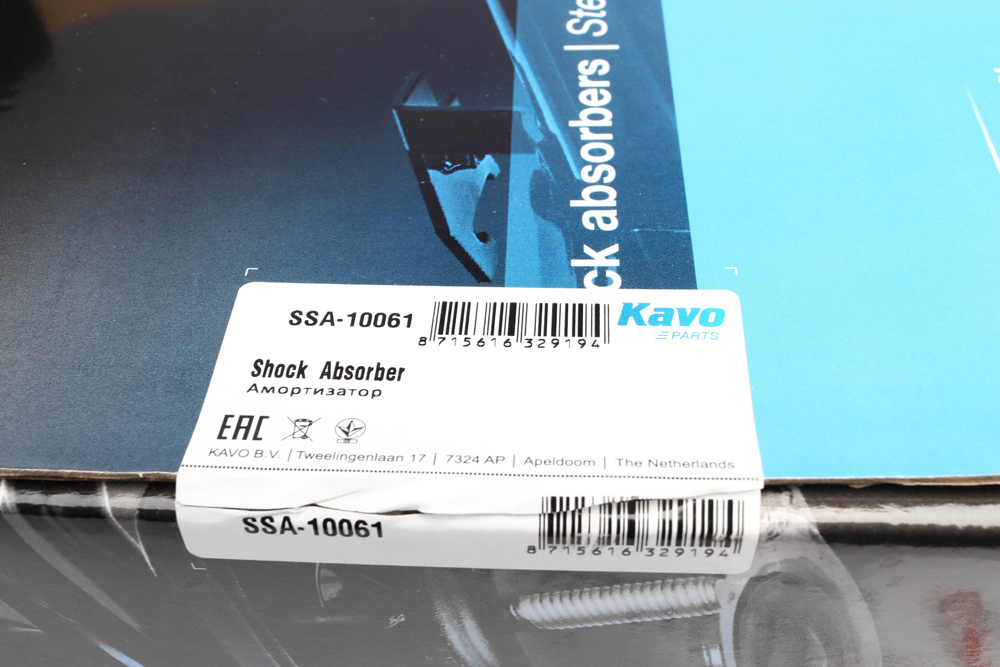 ck absorbers | Ste
SSA-10061
8 715616 329194
Kavo
PARTS
Shock Absorber
Амортизатор
EAC
KAVO B.V. | Tweelingenlaan 17 | 7324 AP | Apeldoorn | The Netherlands
SSA-10061
8 715616 329194